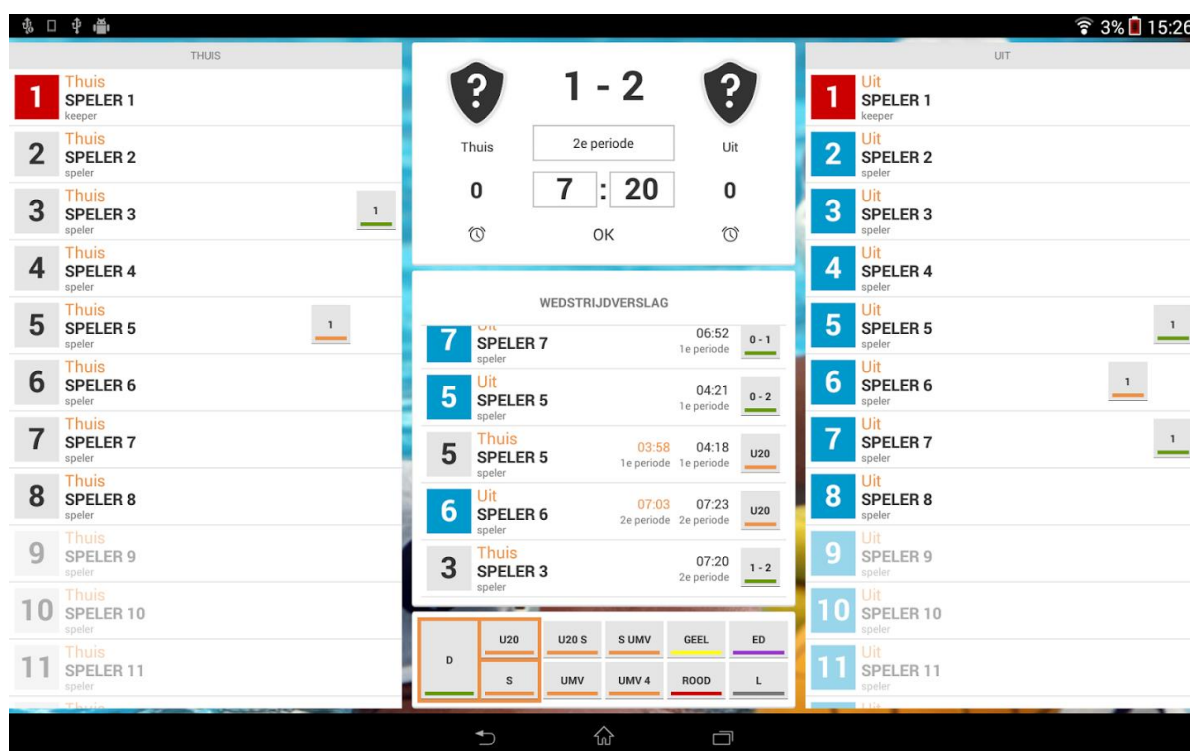 3% 15:26
THUIS
1 Thuis
SPELER 1
keeper
2 Thuis
SPELER 2
speler
3 Thuis
SPELER 3
speler
1
4 Thuis
SPELER 4
speler
5 Thuis
SPELER 5
speler
1
6 Thuis
SPELER 6
speler
7 Thuis
SPELER 7
speler
8 Thuis
SPELER 8
speler
9 Thuis
SPELER 9
speler
10 Thuis
SPELER 10
speler
11 Thuis
SPELER 11
speler
Thuis
? 1 - 2 ?
Thuis 2e periode Uit
0 7 : 20 0
OK
WEDSTRIJDVERSLAG
7 Uit
SPELER 7 06:52 0 - 1
speler 1e periode
5 Uit
SPELER 5 04:21 0 - 2
speler 1e periode
5 Thuis
SPELER 5 03:58 04:18 U20
speler 1e periode 1e periode
6 Uit
SPELER 6 07:03 07:23 U20
speler 2e periode 2e periode
3 Thuis
SPELER 3 07:20 1 - 2
speler 2e periode
D
U20 U20 S S UMV GEEL ED
S UMV UMV 4 ROOD L
UIT
1 Uit
SPELER 1
keeper
2 Uit
SPELER 2
speler
3 Uit
SPELER 3
speler
4 Uit
SPELER 4
speler
5 Uit
SPELER 5
speler
1
6 Uit
SPELER 6
speler
1
7 Uit
SPELER 7
speler
1
8 Uit
SPELER 8
speler
9 Uit
SPELER 9
speler
10 Uit
SPELER 10
speler
11 Uit
SPELER 11
speler
Uit